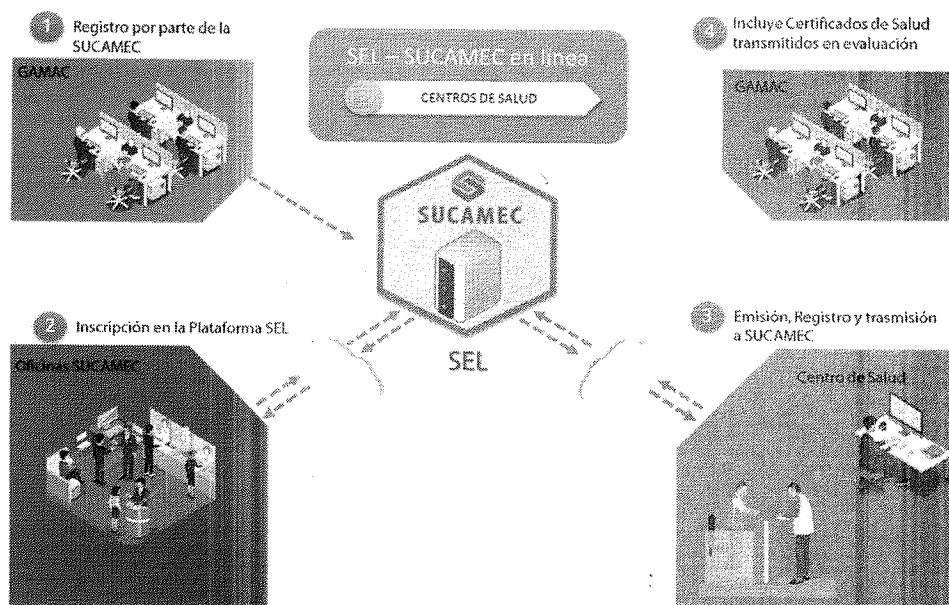 1 Registro por parte de la
SUCAMEC
GAMAC
SEL – SUCAMEC en línea
CENTROS DE SALUD
4 Incluye Certificados de Salud
transmitidos en evaluación
GAMAC
SUCAMEC
SEL
2 Inscripción en la Plataforma SEL
Oficinas SUCAMEC
3 Emisión, Registro y trasmisión
a SUCAMEC
Centro de Salud